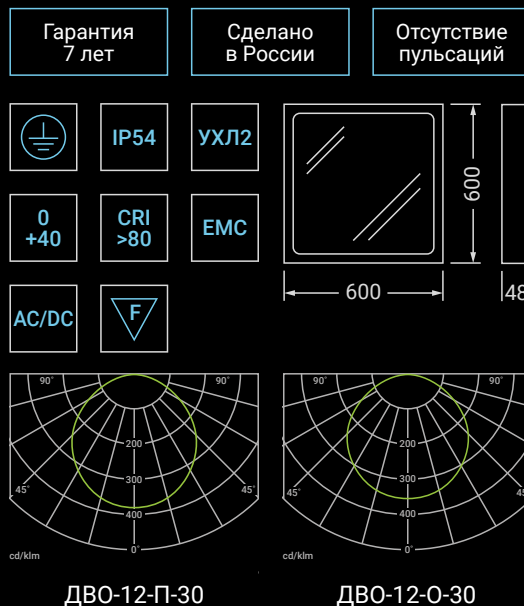 Гарантия
7 лет
Сделано
в России
Отсутствие
пульсаций
IP54
УХЛ2
0
+40
CRI
>80
EMC
AC/DC
F
600
600
48
90°
90°
200
300
400
45°
45°
0°
cd/klm
ДВО-12-П-30
90°
90°
200
300
400
45°
45°
0°
cd/klm
ДВО-12-О-30